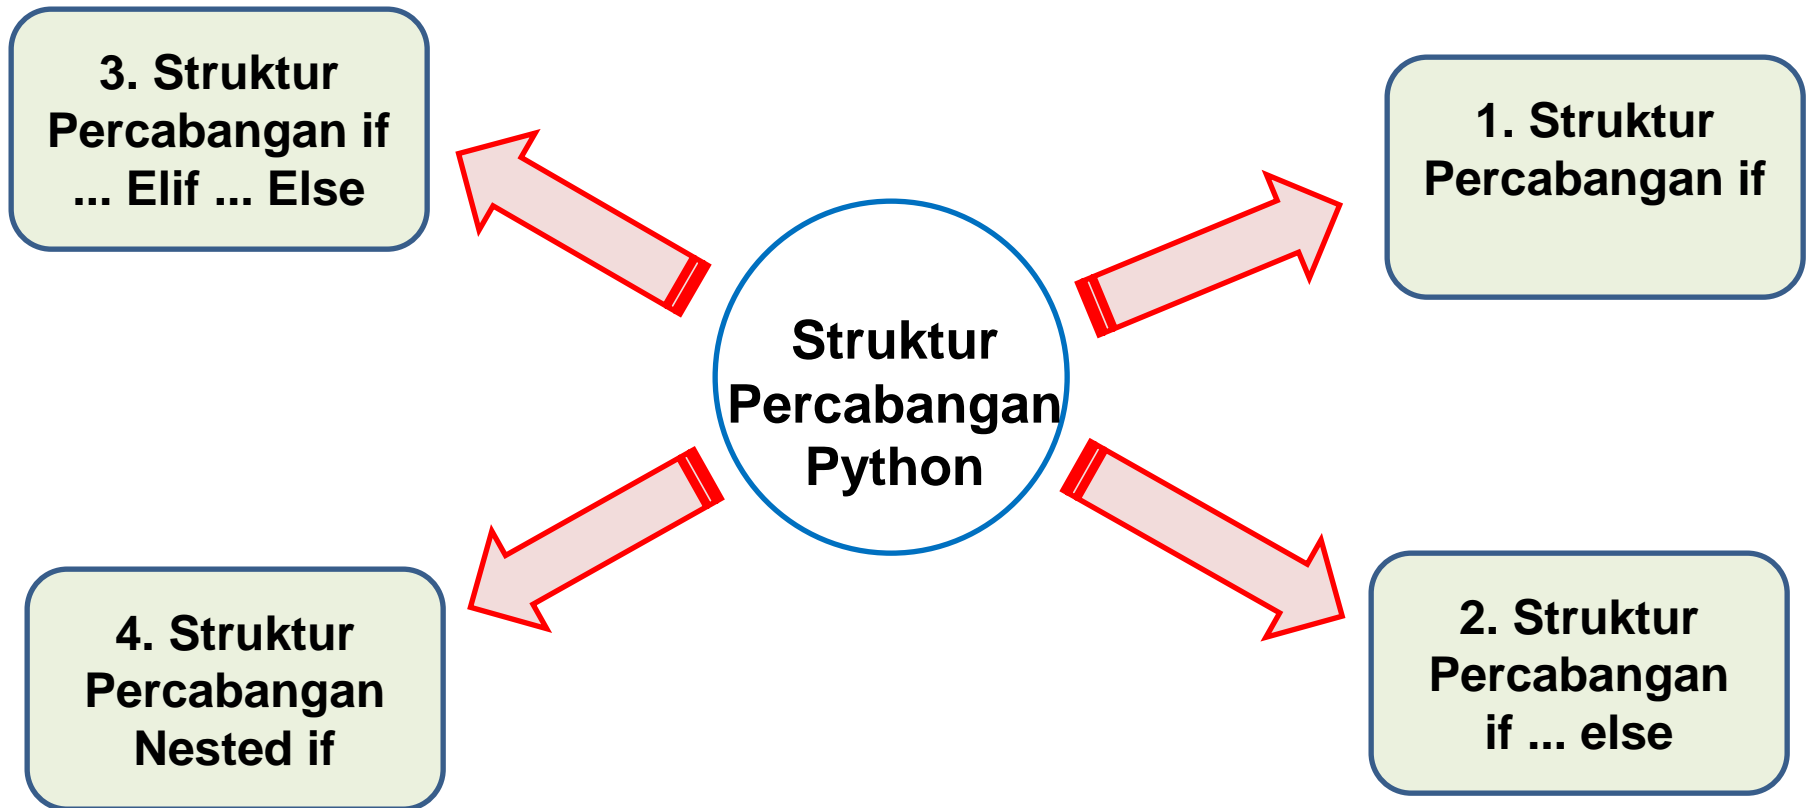 3. Struktur
Percabangan if
... Elif ... Else
1. Struktur
Percabangan if
Struktur
Percabangan
Python
4. Struktur
Percabangan
Nested if
2. Struktur
Percabangan
if ... else